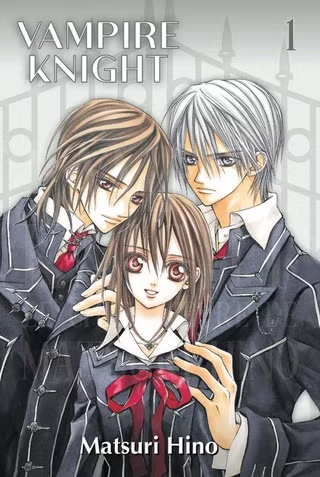 VAMPIRE
KNIGHT
1
Matsuri Hino